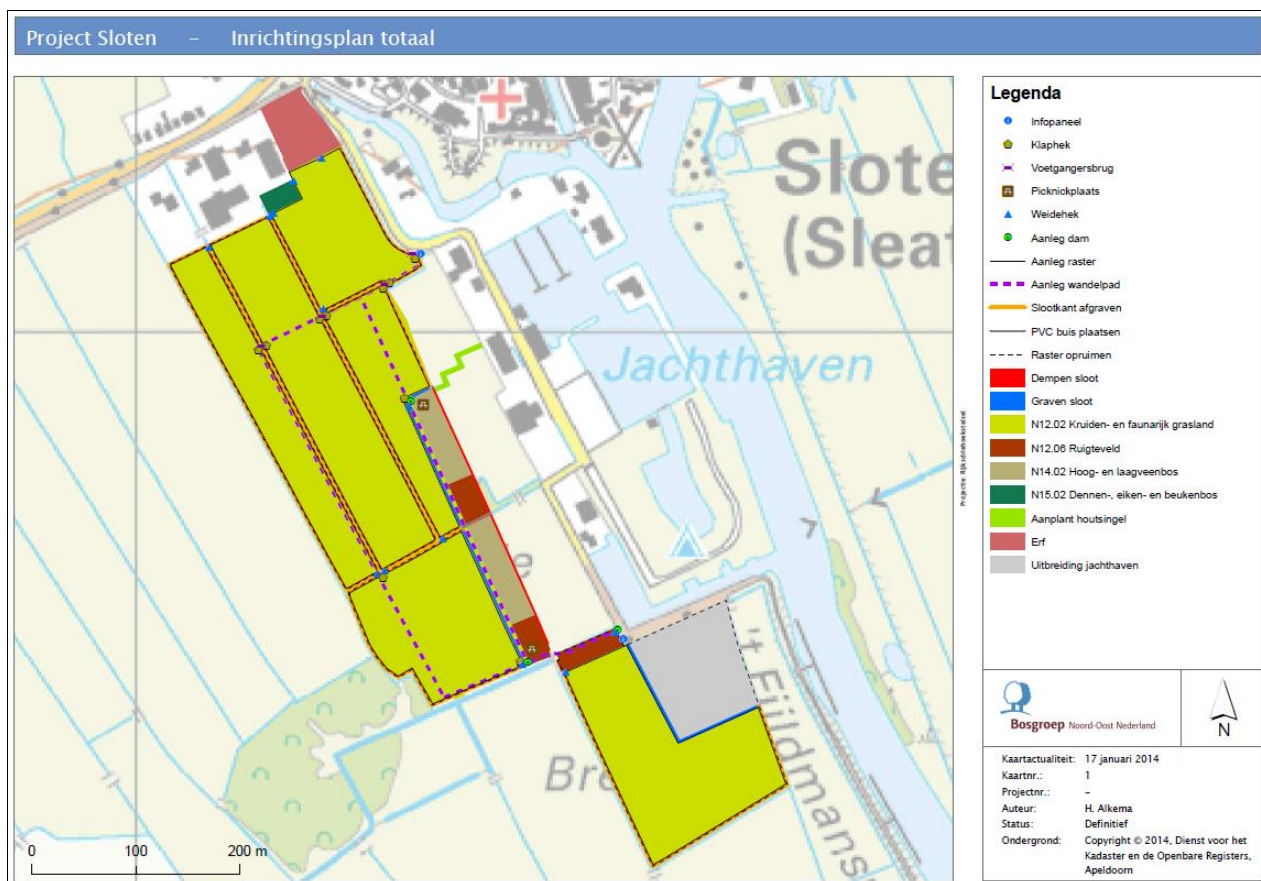 Project Sloten – Inrichtingsplan totaal
Slote
(Sleat
Jachthaven
't Fjildmans
Bre
0 100 200 m
Projectie: Rijksdriehoekstelsel
Legenda
Infopaneel
Klaphek
Voetgangersbrug
Picknickplaats
Weidehek
Aanleg dam
Aanleg raster
Aanleg wandelpad
Slootkant afgraven
PVC buis plaatsen
Raster opruimen
Dempen sloot
Graven sloot
N12.02 Kruiden- en faunarijk grasland
N12.06 Ruigteveld
N14.02 Hoog- en laagveenbos
N15.02 Dennen-, eiken- en beukenbos
Aanplant houtsingel
Erf
Uitbreiding jachthaven
Bosgroep Noord-Oost Nederland
N
Kaartactualiteit: 17 januari 2014
Kaartnr.: 1
Projectnr.: –
Auteur: H. Alkema
Status: Definitief
Ondergrond: Copyright © 2014, Dienst voor het
Kadaster en de Openbare Registers,
Apeldoorn